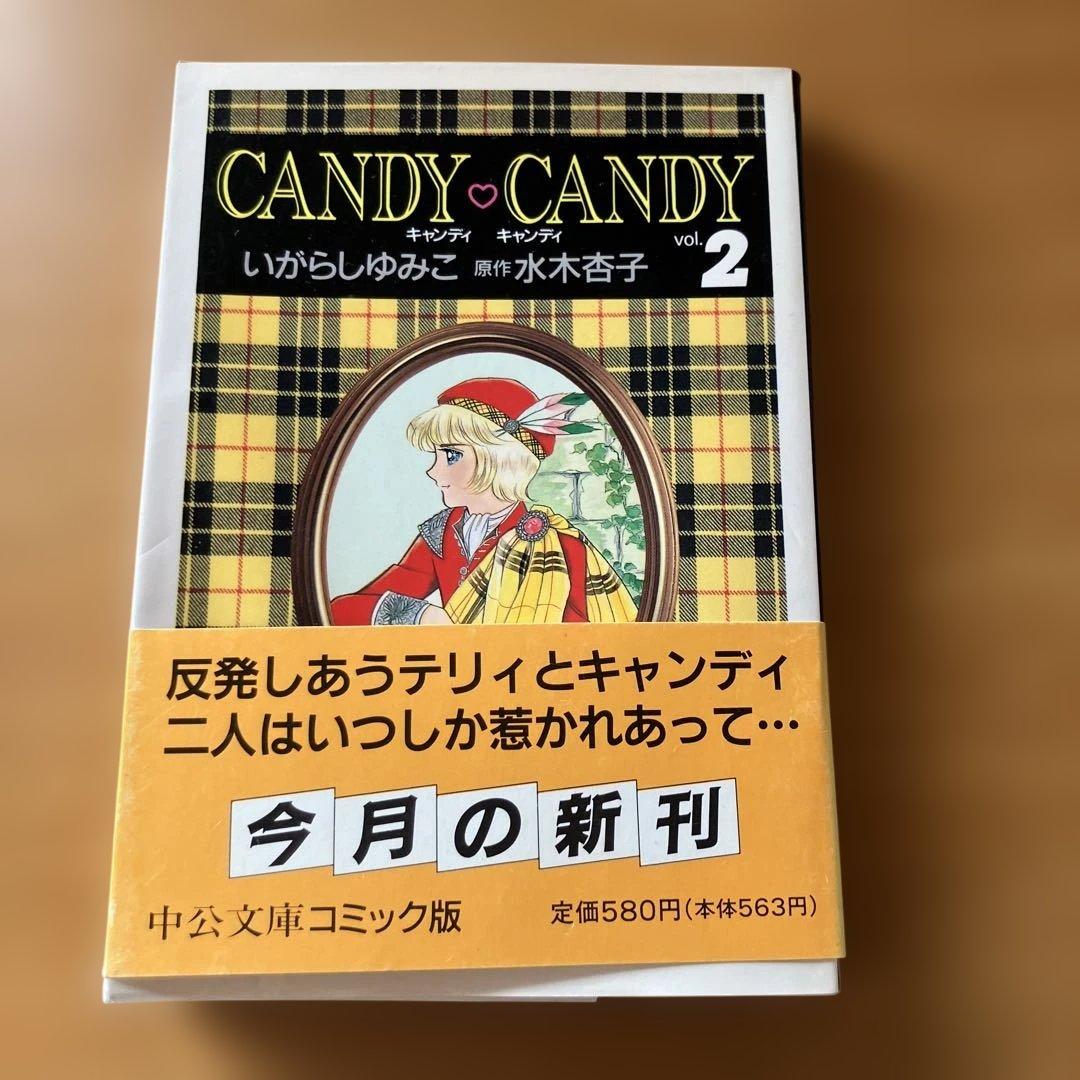 CANDY♡CANDY
キャンディ キャンディ
vol. 2
いがらしゆみこ 原作 水木杏子
反発しあうテリィとキャンディ
二人はいつしか惹かれあって…
今月の新刊
中公文庫コミック版
定価580円(本体563円)